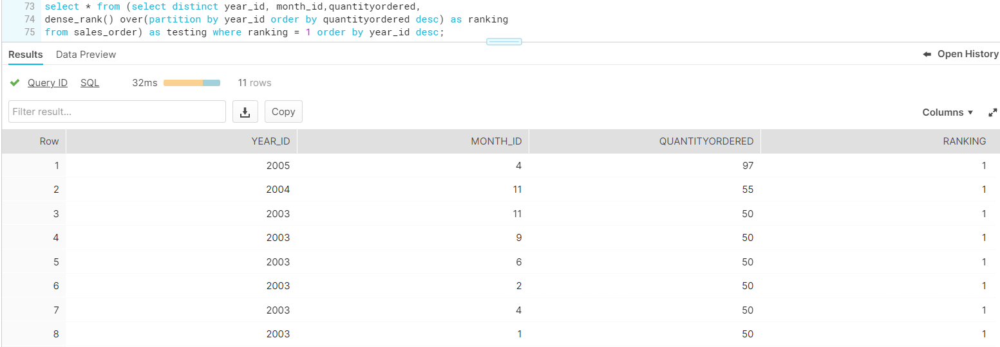 73 select * from (select distinct year_id, month_id,quantityordered,
74 dense_rank() over(partition by year_id order by quantityordered desc) as ranking
75 from sales_order) as testing where ranking = 1 order by year_id desc;
Results Data Preview Open History
Query ID SQL 32ms 11 rows
Filter result... Copy Columns
Row YEAR_ID MONTH_ID QUANTITYORDERED RANKING
1 2005 4 97 1
2 2004 11 55 1
3 2003 11 50 1
4 2003 9 50 1
5 2003 6 50 1
6 2003 2 50 1
7 2003 4 50 1
8 2003 1 50 1